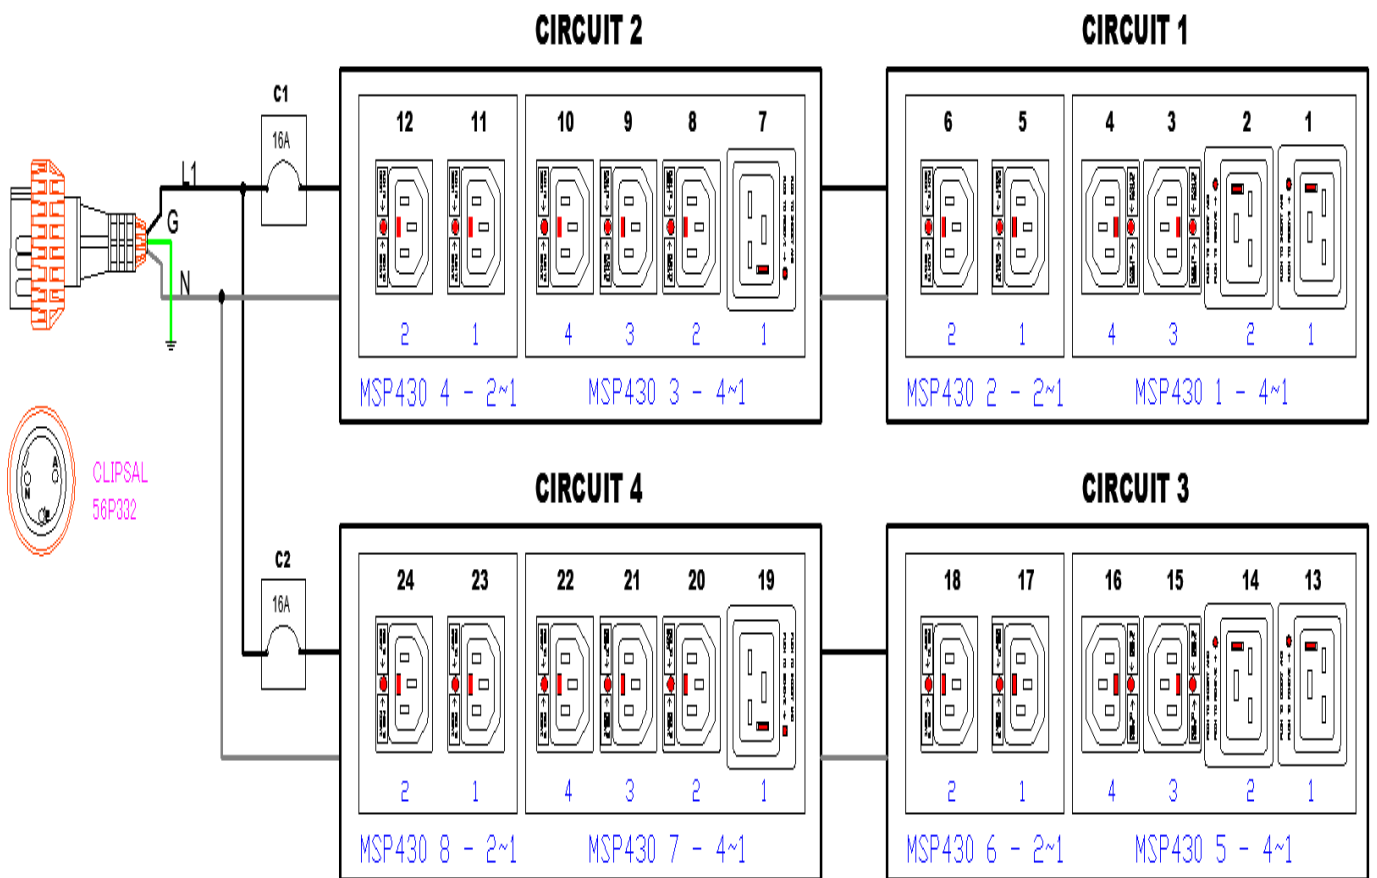 CIRCUIT 2
CIRCUIT 1
C1
16A
12 11 10 9 8 7
6 5 4 3 2 1
L1
G
N
2 1 4 3 2 1
2 1 4 3 2 1
MSP430 4 - 2~1 MSP430 3 - 4~1
MSP430 2 - 2~1 MSP430 1 - 4~1
A
N
CLIPSAL
56P332
CIRCUIT 4
CIRCUIT 3
C2
16A
24 23 22 21 20 19
18 17 16 15 14 13
2 1 4 3 2 1
2 1 4 3 2 1
MSP430 8 - 2~1 MSP430 7 - 4~1
MSP430 6 - 2~1 MSP430 5 - 4~1